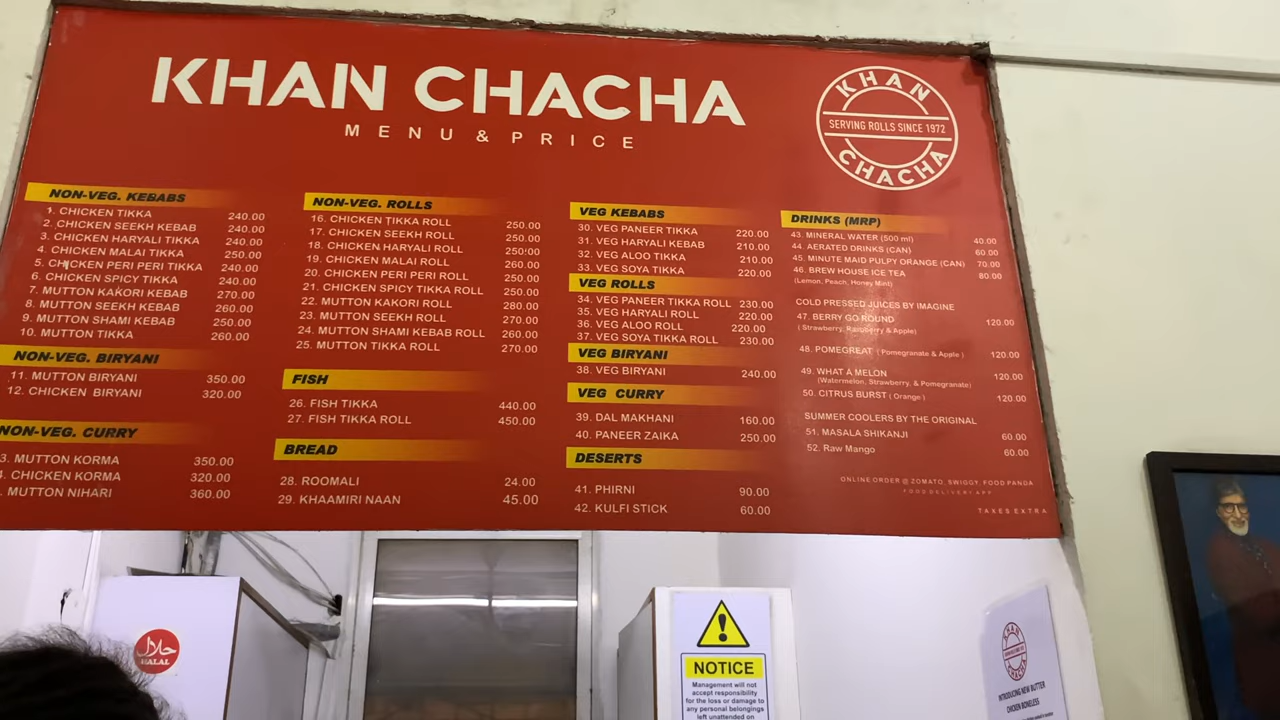 KHAN CHACHA
MENU & PRICE
KHAN
SERVING ROLLS SINCE 1972
CHACHA
NON-VEG. KEBABS
1. CHICKEN TIKKA 240.00
2. CHICKEN SEEKH KEBAB 240.00
3. CHICKEN HARYALI TIKKA 240.00
4. CHICKEN MALAI TIKKA 250.00
5. CHICKEN PERI PERI TIKKA 240.00
6. CHICKEN SPICY TIKKA 240.00
7. MUTTON KAKORI KEBAB 270.00
8. MUTTON SEEKH KEBAB 260.00
9. MUTTON SHAMI KEBAB 250.00
10. MUTTON TIKKA 260.00
NON-VEG. BIRYANI
11. MUTTON BIRYANI 350.00
12. CHICKEN BIRYANI 320.00
NON-VEG. CURRY
3. MUTTON KORMA 350.00
. CHICKEN KORMA 320.00
. MUTTON NIHARI 360.00
NON-VEG. ROLLS
16. CHICKEN TIKKA ROLL 250.00
17. CHICKEN SEEKH ROLL 250.00
18. CHICKEN HARYALI ROLL 250:00
19. CHICKEN MALAI ROLL 260.00
20. CHICKEN PERI PERI ROLL 250.00
21. CHICKEN SPICY TIKKA ROLL 250.00
22. MUTTON KAKORI ROLL 280.00
23. MUTTON SEEKH ROLL 270.00
24. MUTTON SHAMI KEBAB ROLL 260.00
25. MUTTON TIKKA ROLL 270.00
FISH
26. FISH TIKKA 440.00
27. FISH TIKKA ROLL 450.00
BREAD
28. ROOMALI 24.00
29. KHAAMIRI NAAN 45.00
VEG KEBABS
30. VEG PANEER TIKKA 220.00
31. VEG HARYALI KEBAB 210.00
32. VEG ALOO TIKKA 210.00
33. VEG SOYA TIKKA 220.00
VEG ROLLS
34. VEG PANEER TIKKA ROLL 230.00
35. VEG HARYALI ROLL 220.00
36. VEG ALOO ROLL 220.00
37. VEG SOYA TIKKA ROLL 230.00
VEG BIRYANI
38. VEG BIRYANI 240.00
VEG CURRY
39. DAL MAKHANI 160.00
40. PANEER ZAIKA 250.00
DESERTS
41. PHIRNI 90.00
42. KULFI STICK 60.00
DRINKS (MRP)
43. MINERAL WATER (500 ml) 40.00
44. AERATED DRINKS (CAN) 60.00
45. MINUTE MAID PULPY ORANGE (CAN) 70.00
46. BREW HOUSE ICE TEA 80.00
(Lemon, Peach, Honey Mint)
COLD PRESSED JUICES BY IMAGINE
47. BERRY GO ROUND 120.00
( Strawberry, Raspberry & Apple)
48. POMEGREAT ( Pomegranate & Apple ) 120.00
49. WHAT A MELON 120.00
(Watermelon, Strawberry, & Pomegranate)
50. CITRUS BURST ( Orange ) 120.00
SUMMER COOLERS BY THE ORIGINAL
51. MASALA SHIKANJI 60.00
52. Raw Mango 60.00
ONLINE ORDER @ ZOMATO, SWIGGY, FOOD PANDA
FOOD DELIVERY APP
TAXES EXTRA
حلال
HALAL
NOTICE
Management will not
accept responsibility
for the loss or damage to
any personal belongings
left unattended on
KHAN
CHACHA
INTRODUCING NEW BUTTER
CHICKEN BONELESS